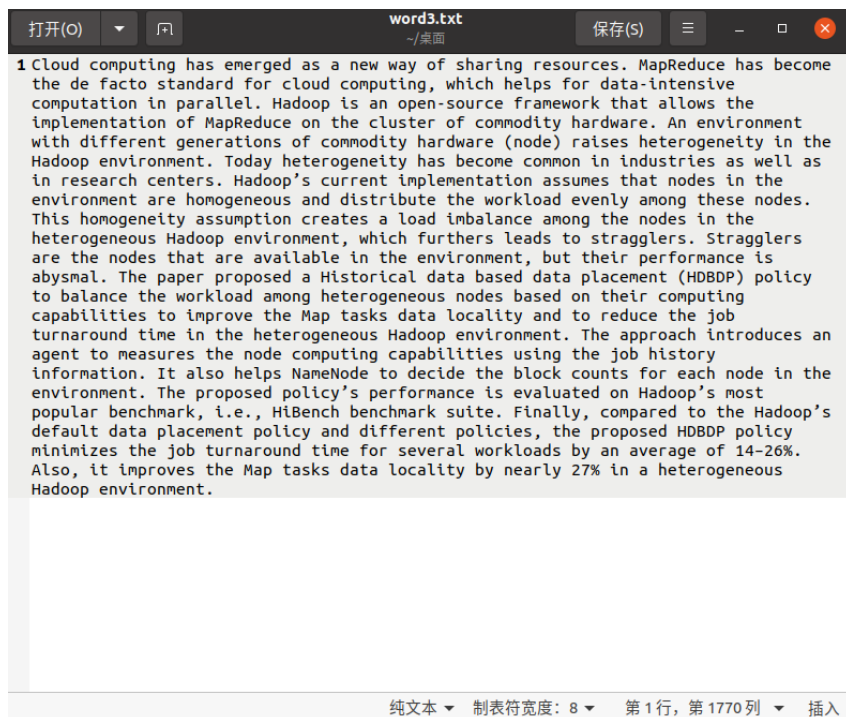 打开(O)
word3.txt
~/桌面
保存(S)
1 Cloud computing has emerged as a new way of sharing resources. MapReduce has become
the de facto standard for cloud computing, which helps for data-intensive
computation in parallel. Hadoop is an open-source framework that allows the
implementation of MapReduce on the cluster of commodity hardware. An environment
with different generations of commodity hardware (node) raises heterogeneity in the
Hadoop environment. Today heterogeneity has become common in industries as well as
in research centers. Hadoop’s current implementation assumes that nodes in the
environment are homogeneous and distribute the workload evenly among these nodes.
This homogeneity assumption creates a load imbalance among the nodes in the
heterogeneous Hadoop environment, which furthers leads to stragglers. Stragglers
are the nodes that are available in the environment, but their performance is
abysmal. The paper proposed a Historical data based data placement (HDBDP) policy
to balance the workload among heterogeneous nodes based on their computing
capabilities to improve the Map tasks data locality and to reduce the job
turnaround time in the heterogeneous Hadoop environment. The approach introduces an
agent to measures the node computing capabilities using the job history
information. It also helps NameNode to decide the block counts for each node in the
environment. The proposed policy’s performance is evaluated on Hadoop’s most
popular benchmark, i.e., HiBench benchmark suite. Finally, compared to the Hadoop’s
default data placement policy and different policies, the proposed HDBDP policy
minimizes the job turnaround time for several workloads by an average of 14–26%.
Also, it improves the Map tasks data locality by nearly 27% in a heterogeneous
Hadoop environment.
纯文本 制表符宽度：8 第 1 行，第 1770 列 插入